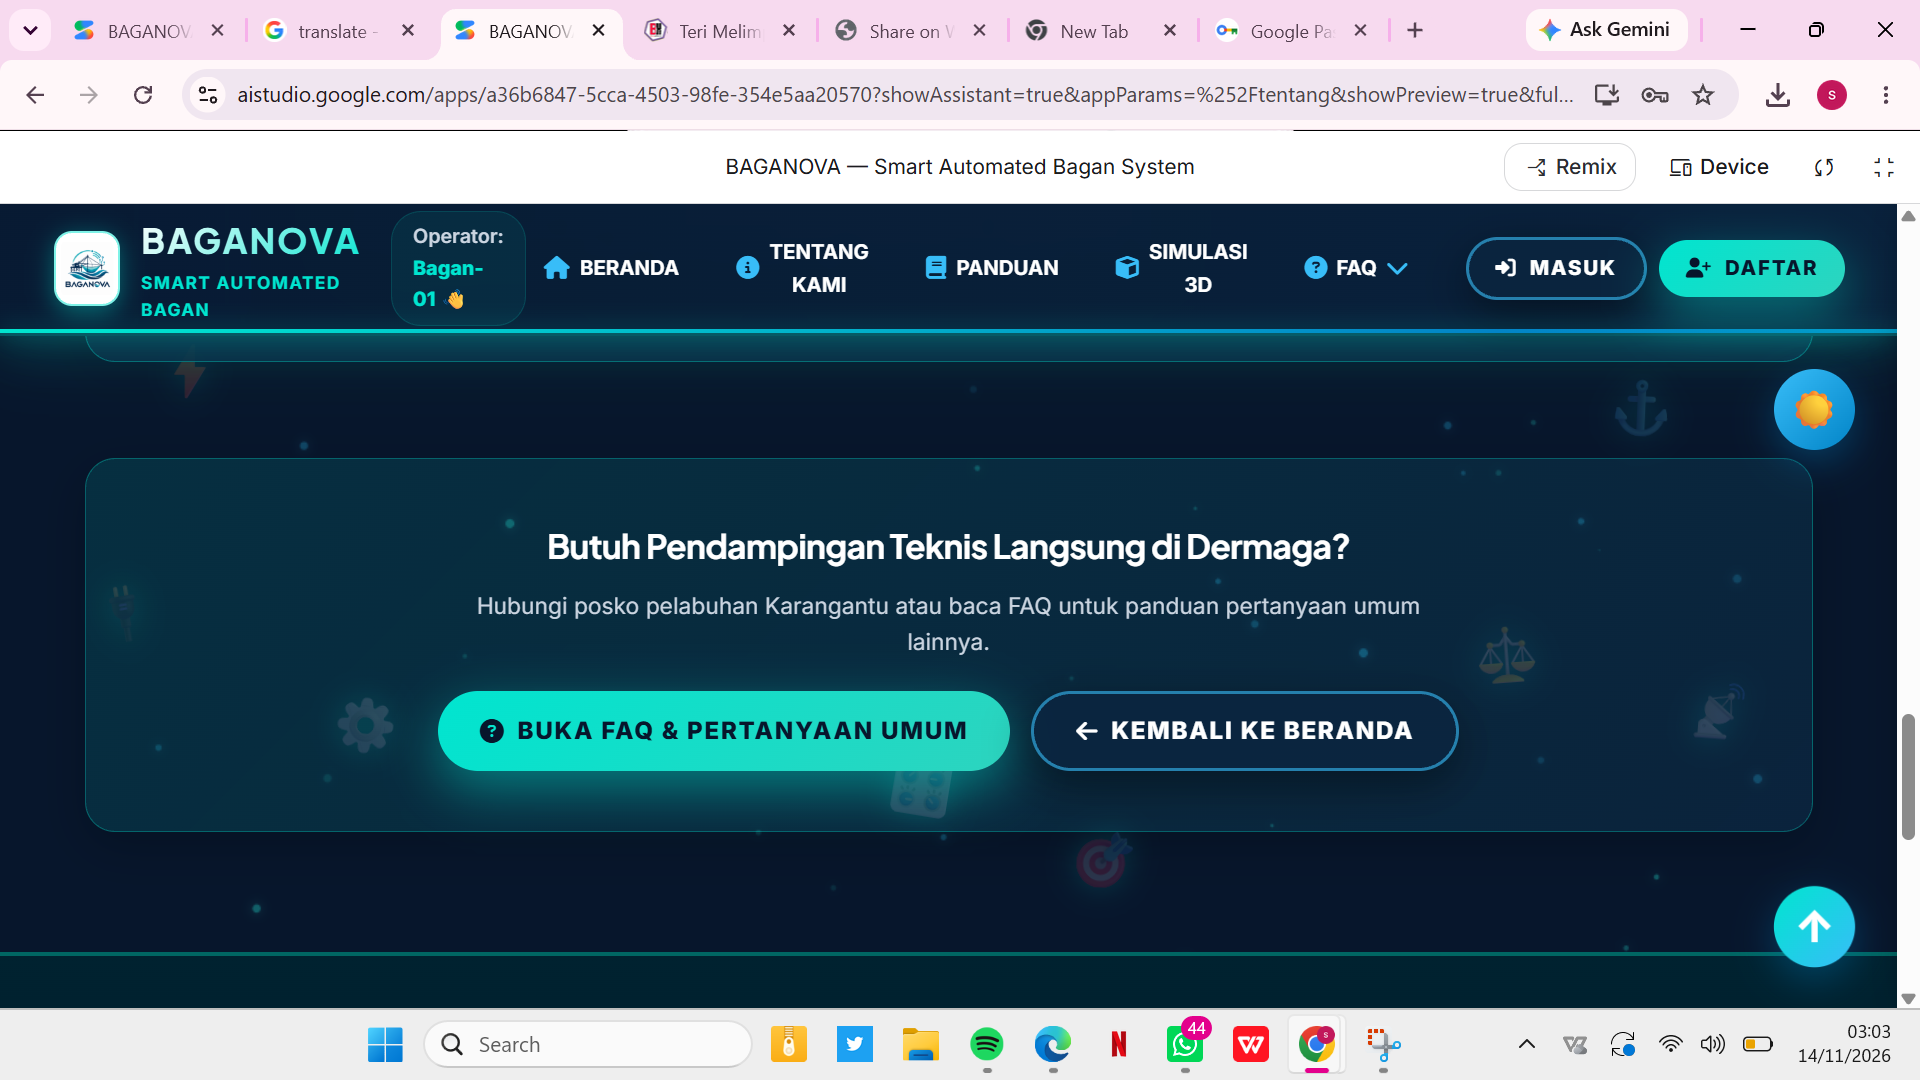 BAGANOV
translate -
BAGANOV
Teri Melim
Share on W
New Tab
Google Pa
Ask Gemini
aistudio.google.com/apps/a36b6847-5cca-4503-98fe-354e5aa20570?showAssistant=true&appParams=%252Ftentang&showPreview=true&ful...
S
BAGANOVA — Smart Automated Bagan System
Remix
Device
BAGANOVA
BAGANOVA
SMART AUTOMATED
BAGAN
Operator:
Bagan-
01 👋
BERANDA
TENTANG
KAMI
PANDUAN
SIMULASI
3D
FAQ
MASUK
DAFTAR
Butuh Pendampingan Teknis Langsung di Dermaga?
Hubungi posko pelabuhan Karangantu atau baca FAQ untuk panduan pertanyaan umum
lainnya.
BUKA FAQ & PERTANYAAN UMUM
KEMBALI KE BERANDA
Search
44
03:03
14/11/2026